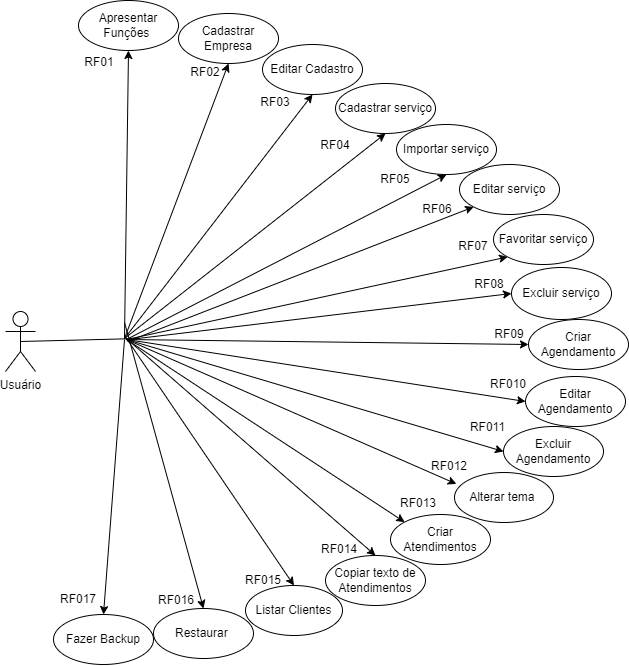 Apresentar
Funções
RF01
Cadastrar
Empresa
RF02
Editar Cadastro
RF03
Cadastrar serviço
RF04
Importar serviço
RF05
Editar serviço
RF06
Favoritar serviço
RF07
Excluir serviço
RF08
Criar
Agendamento
RF09
Usuário
Editar
Agendamento
RF010
Excluir
Agendamento
RF011
Alterar tema
RF012
Criar
Atendimentos
RF013
Copiar texto de
Atendimentos
RF014
Listar Clientes
RF015
Restaurar
RF016
Fazer Backup
RF017